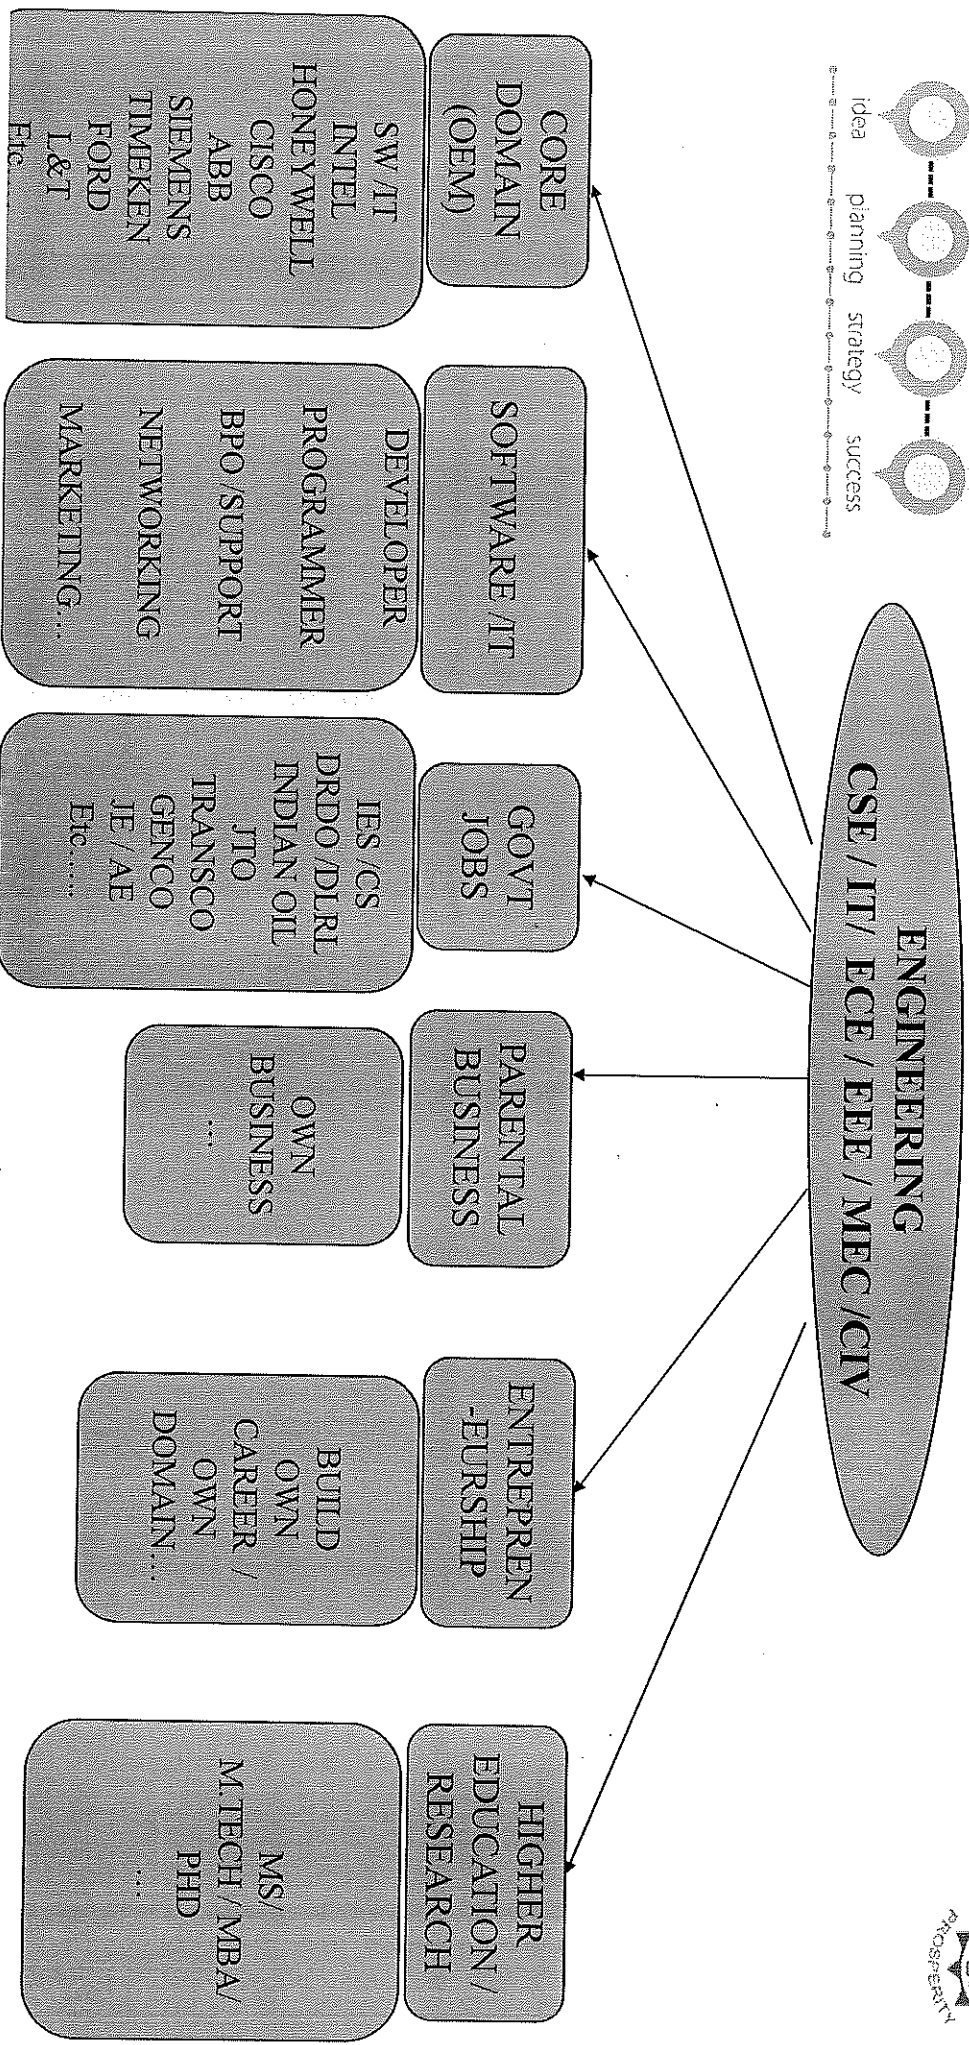 idea planning strategy success
PROSPERITY
ENGINEERING
CSE / IT/ ECE / EEE / MEC /CIV
CORE
DOMAIN
(OEM)
SW/IT
INTEL
HONEYWELL
CISCO
ABB
SIEMENS
TIMEKEN
FORD
L&T
Etc
SOFTWARE /IT
DEVELOPER
PROGRAMMER
BPO /SUPPORT
NETWORKING
MARKETING...
GOVT
JOBS
IES /CS
DRDO /DLRL
INDIAN OIL
JTO
TRANSCO
GENCO
JE / AE
Etc......
PARENTAL
BUSINESS
OWN
BUSINESS
....
ENTREPREN
-EURSHIP
BUILD
OWN
CAREER /
OWN
DOMAIN....
HIGHER
EDUCATION /
RESEARCH
MS/
M.TECH / MBA/
PHD
...